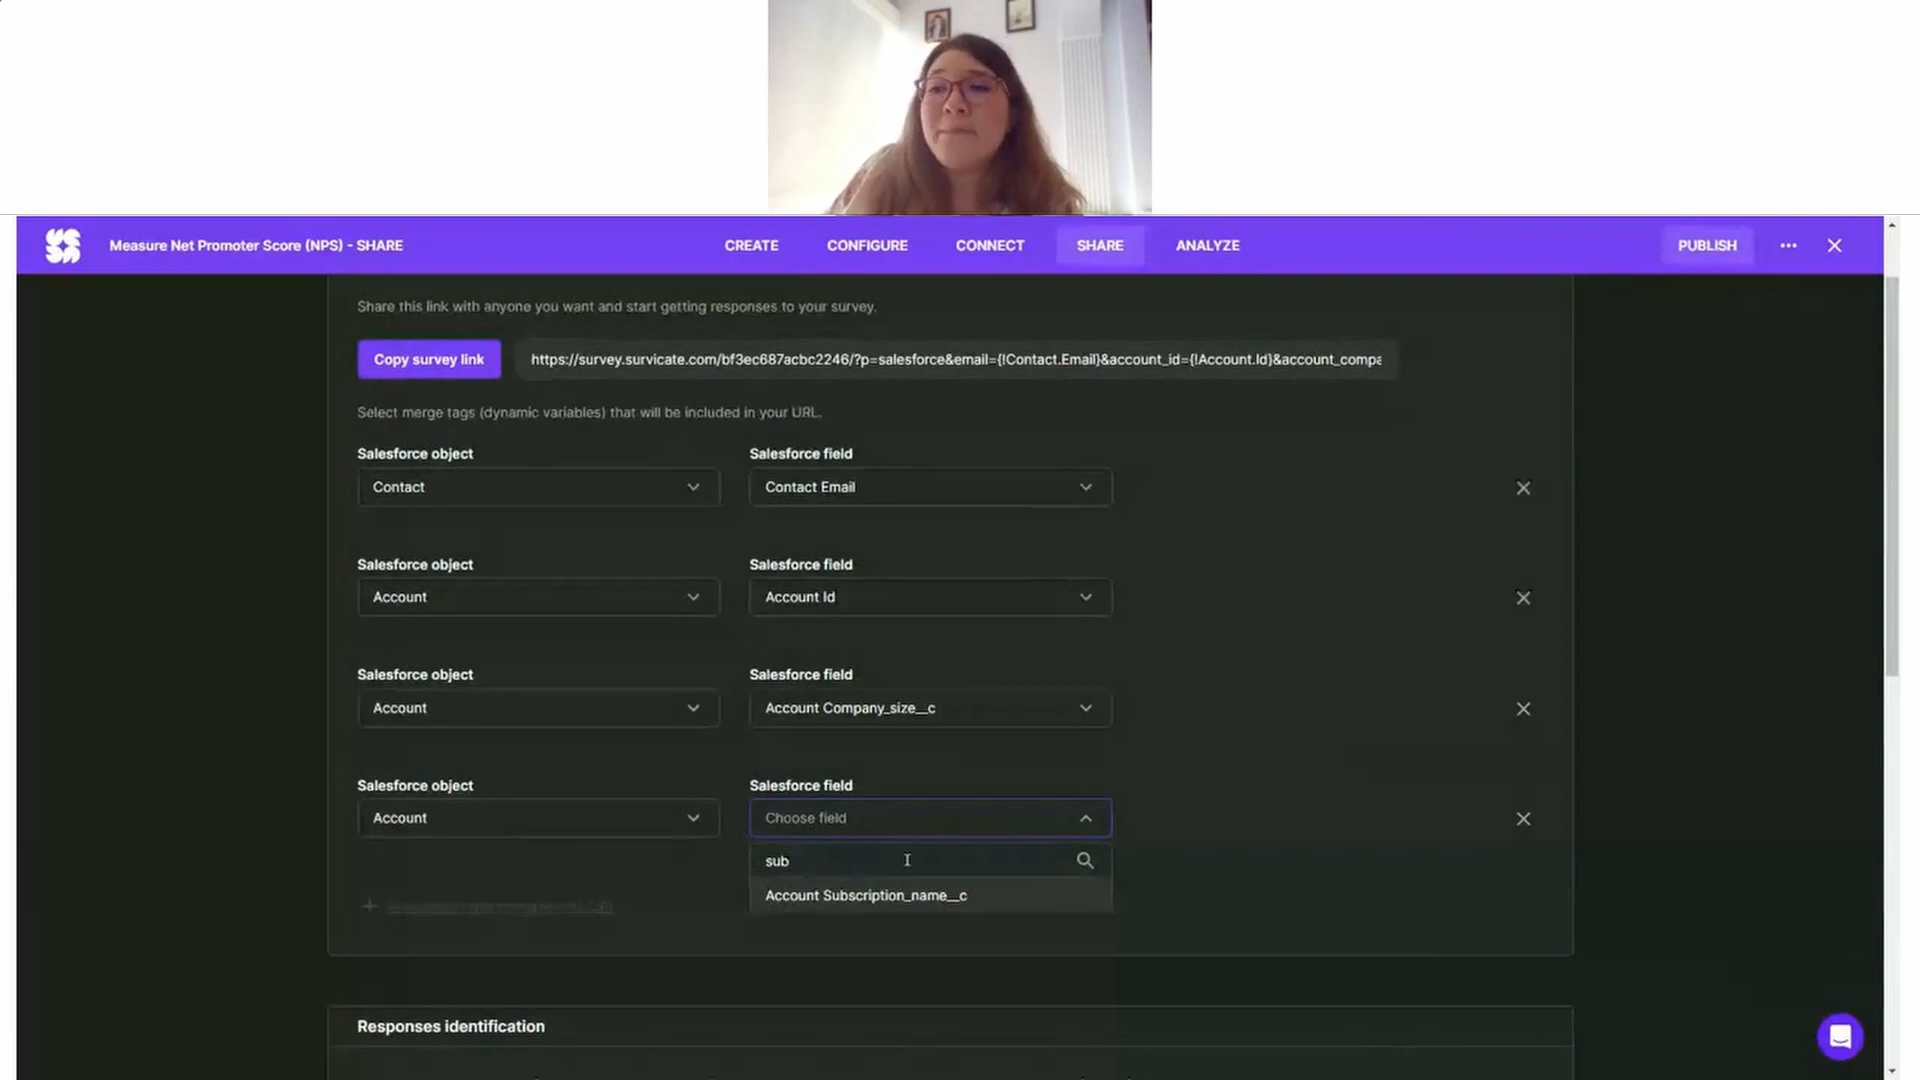 Measure Net Promoter Score (NPS) - SHARE
CREATE
CONFIGURE
CONNECT
SHARE
ANALYZE
PUBLISH
Share this link with anyone you want and start getting responses to your survey.
Copy survey link
https://survey.survicate.com/bf3ec687acbc2246/?p=salesforce&email={!Contact.Email}&account_id={!Account.Id}&account_compa
Select merge tags (dynamic variables) that will be included in your URL.
Salesforce object
Salesforce field
Contact
Contact Email
Salesforce object
Salesforce field
Account
Account Id
Salesforce object
Salesforce field
Account
Account Company_size__c
Salesforce object
Salesforce field
Account
Choose field
sub
Account Subscription_name__c
Responses identification